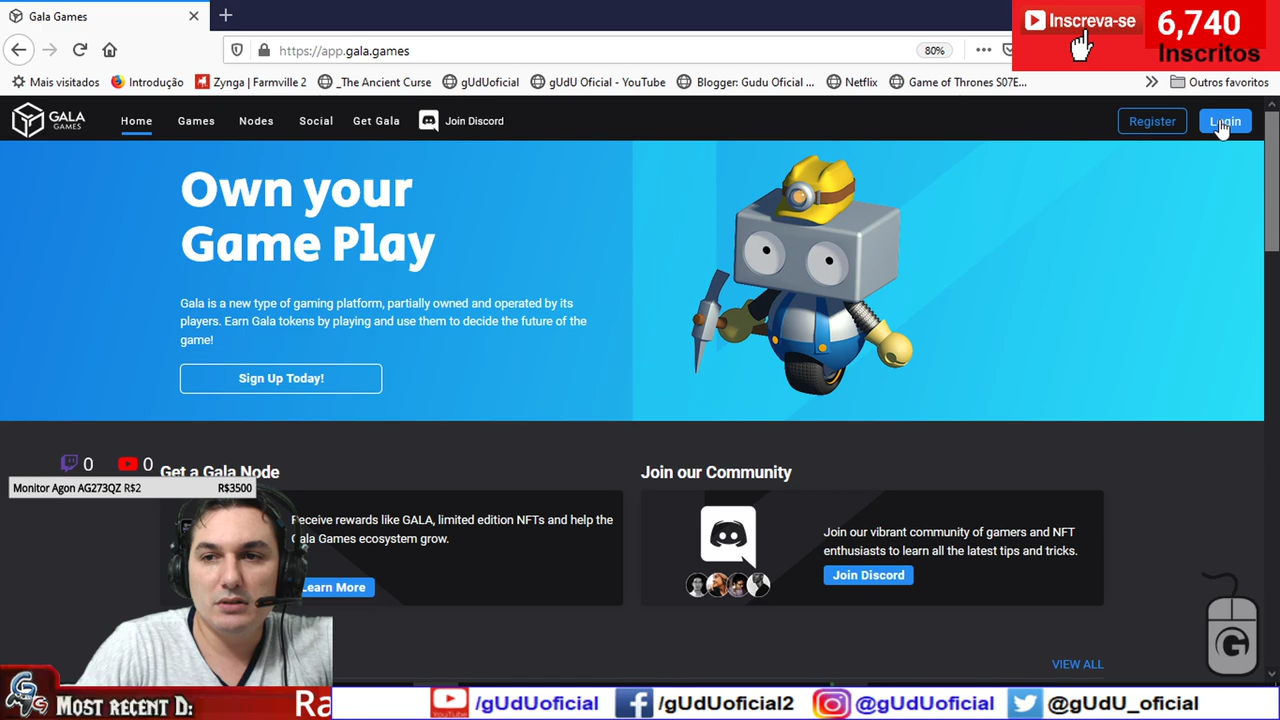 Gala Games
Inscreva-se
6,740
Inscritos
https://app.gala.games
80%
Mais visitados
Introdução
Zynga | Farmville 2
_The Ancient Curse
gUdUoficial
gUdU Oficial - YouTube
Blogger: Gudu Oficial ...
Netflix
Game of Thrones S07E...
Outros favoritos
GALA
GAMES
Home
Games
Nodes
Social
Get Gala
Join Discord
Register
Login
Own your
Game Play
Gala is a new type of gaming platform, partially owned and operated by its
players. Earn Gala tokens by playing and use them to decide the future of the
game!
Sign Up Today!
0
0
Get a Gala Node
Join our Community
Monitor Agon AG273QZ R$2
R$3500
Receive rewards like GALA, limited edition NFTs and help the
Gala Games ecosystem grow.
Learn More
Join our vibrant community of gamers and NFT
enthusiasts to learn all the latest tips and tricks.
Join Discord
VIEW ALL
MOST RECENT D:
Ra
/gUdUoficial
/gUdUoficial2
@gUdUoficial
@gUdU_oficial